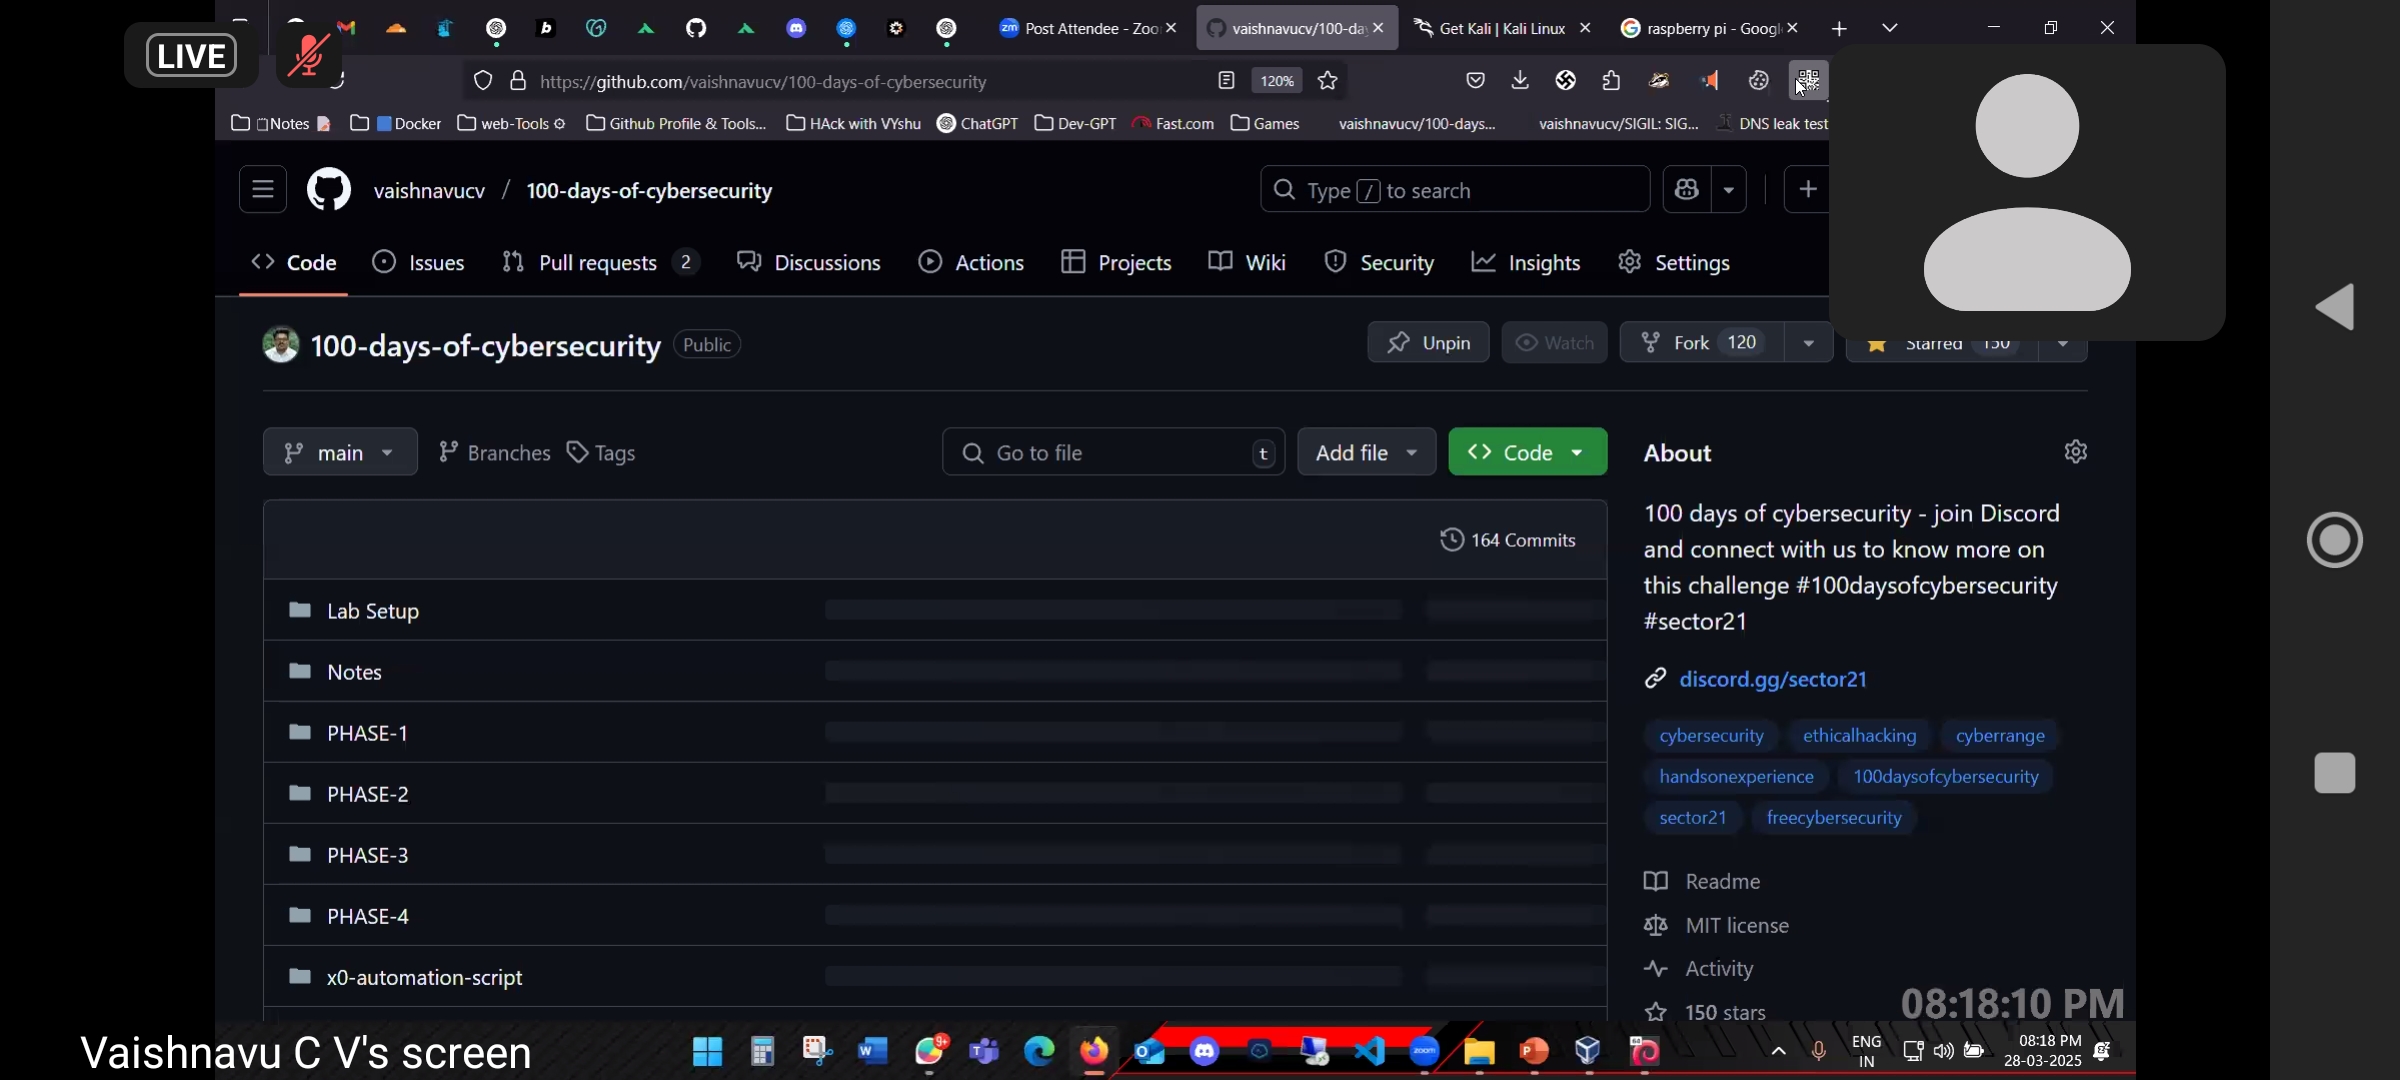 LIVE
Post Attendee - Zoo
vaishnavucv/100-da
Get Kali | Kali Linux
raspberry pi - Googl
https://github.com/vaishnavucv/100-days-of-cybersecurity
120%
Notes
Docker
web-Tools
Github Profile & Tools...
HAck with VYshu
ChatGPT
Dev-GPT
Fast.com
Games
vaishnavucv/100-days...
vaishnavucv/SIGIL: SIG...
DNS leak test
vaishnavucv / 100-days-of-cybersecurity
Type / to search
Code
Issues
Pull requests 2
Discussions
Actions
Projects
Wiki
Security
Insights
Settings
100-days-of-cybersecurity Public
Unpin
Watch
Fork 120
Starred 150
main
Branches
Tags
Go to file t
Add file
Code
164 Commits
Lab Setup
Notes
PHASE-1
PHASE-2
PHASE-3
PHASE-4
x0-automation-script
About
100 days of cybersecurity - join Discord
and connect with us to know more on
this challenge #100daysofcybersecurity
#sector21
discord.gg/sector21
cybersecurity ethicalhacking cyberrange
handsonexperience 100daysofcybersecurity
sector21 freecybersecurity
Readme
MIT license
Activity
150 stars
08:18:10 PM
Vaishnavu C V's screen
9+
zoom
ENG
IN
08:18 PM
28-03-2025